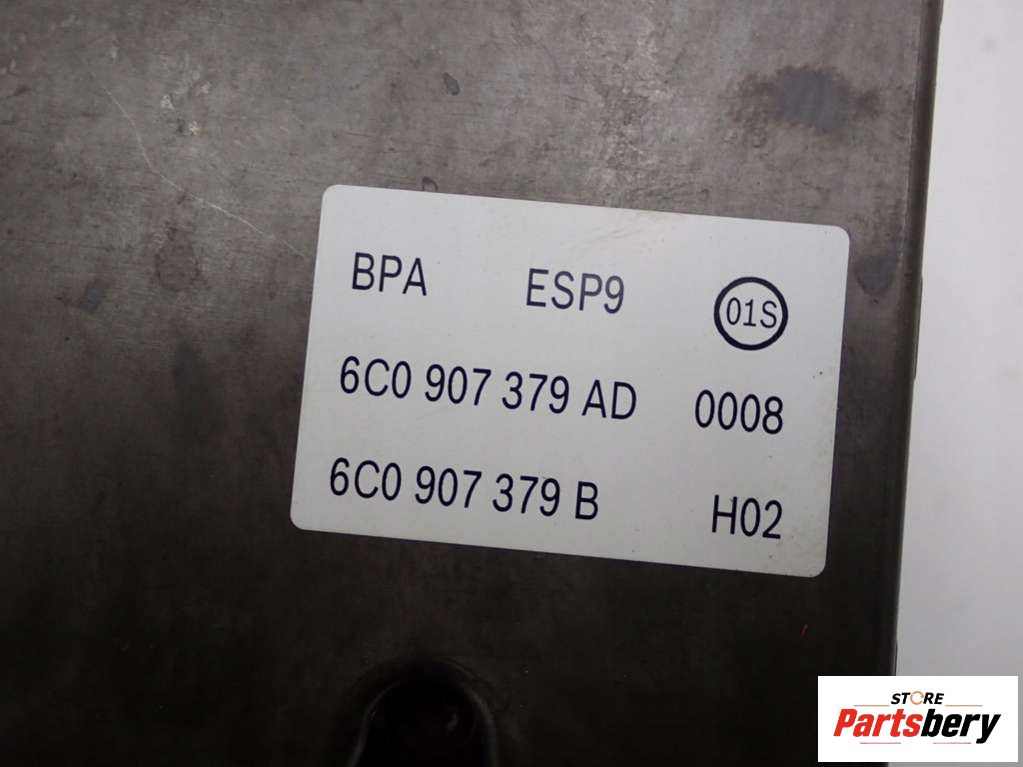 BPA ESP9 01S
6C0 907 379 AD 0008
6C0 907 379 B H02
STORE
Partsbery